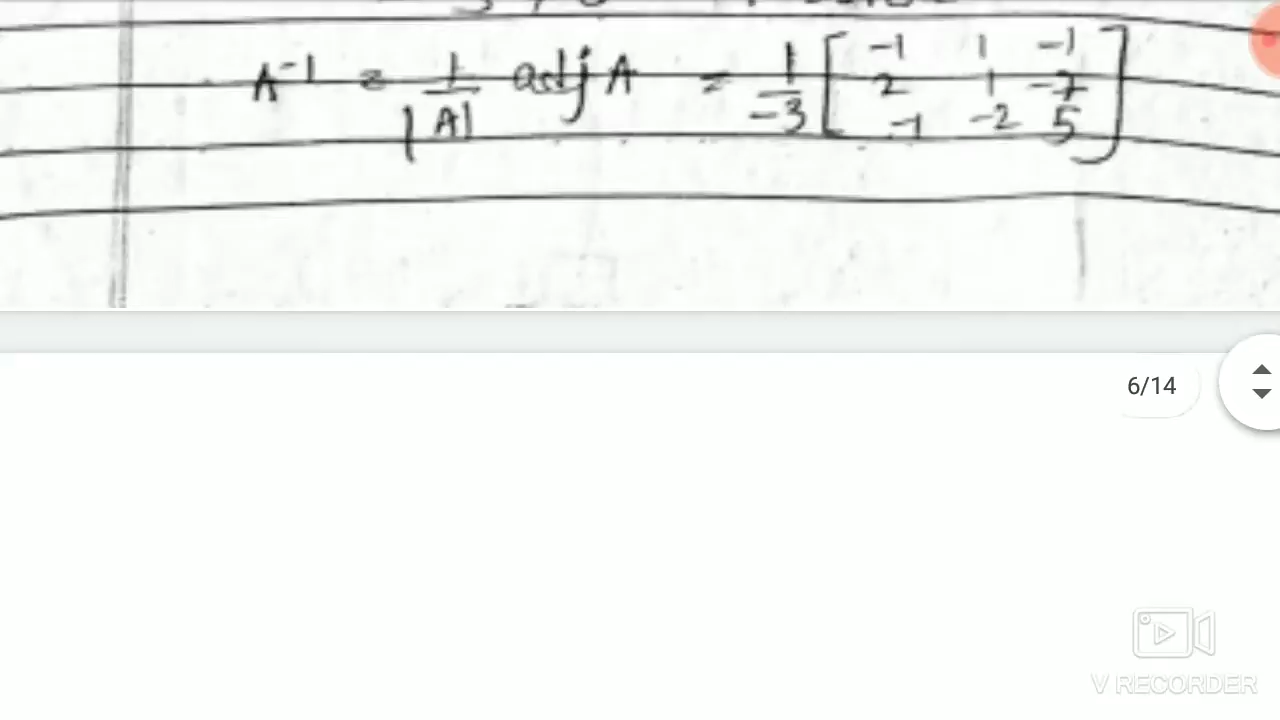 A⁻¹ = 1/|A| adj A = 1/-3 [ -1 1 -1
2 1 -7
-1 -2 5 ]
6/14
V RECORDER